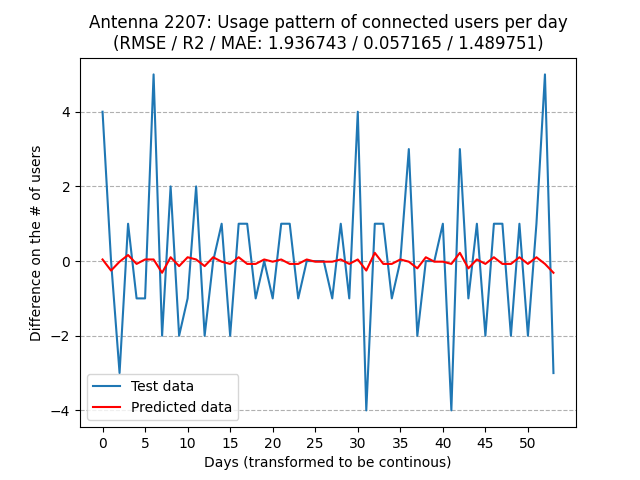 Antenna 2207: Usage pattern of connected users per day
(RMSE / R2 / MAE: 1.936743 / 0.057165 / 1.489751)
Difference on the # of users
4
2
0
−2
−4
Test data
Predicted data
0 5 10 15 20 25 30 35 40 45 50
Days (transformed to be continous)